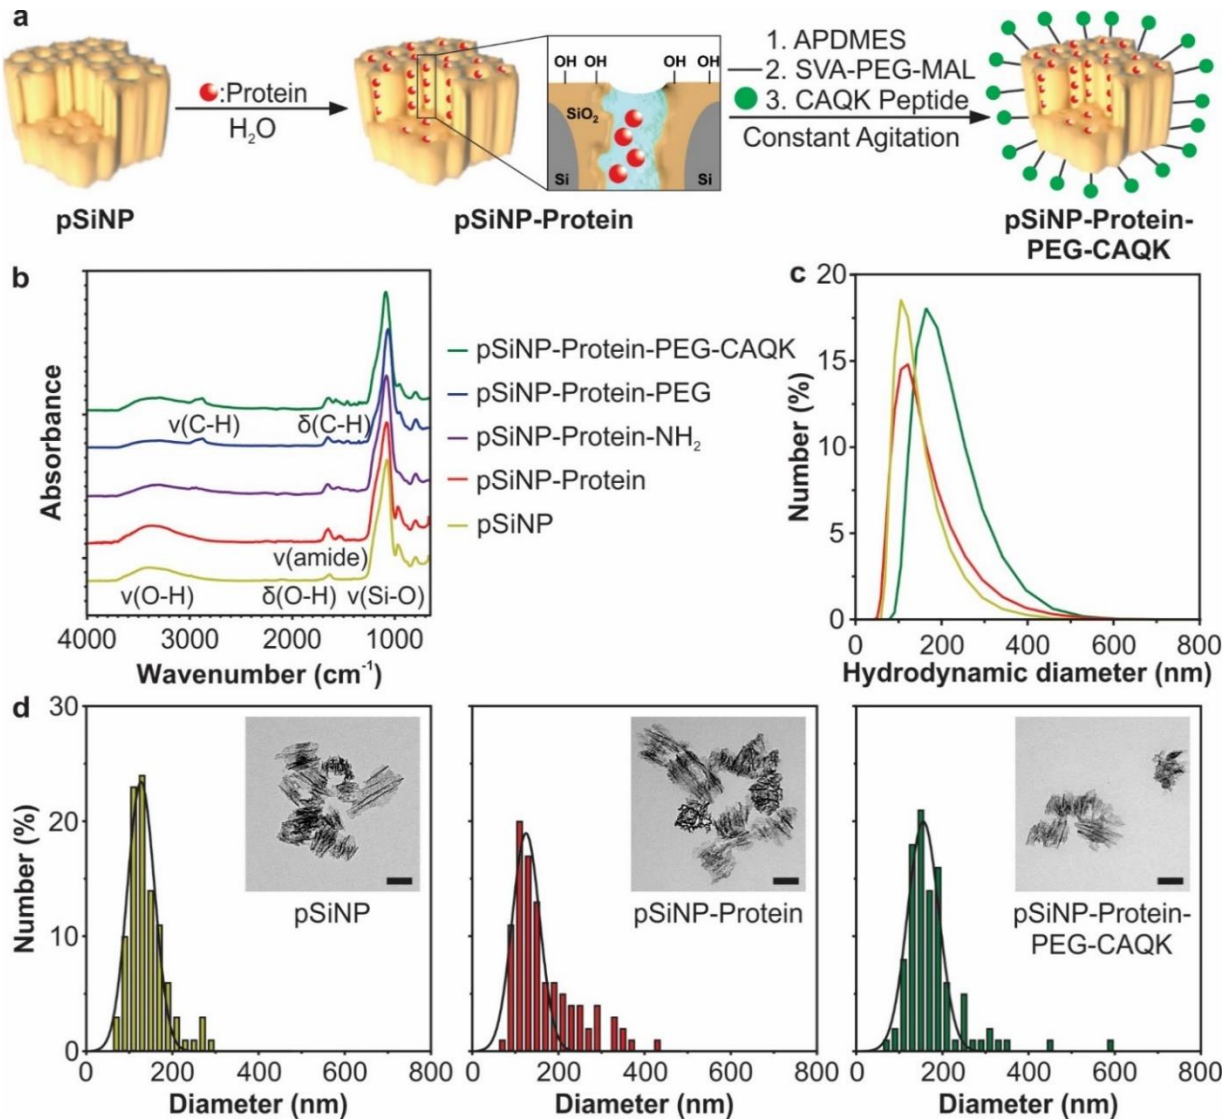 a
:Protein
H₂O
pSiNP
pSiNP-Protein
OH OH OH OH
SiO₂
Si Si
1. APDMES
2. SVA-PEG-MAL
3. CAQK Peptide
Constant Agitation
pSiNP-Protein-
PEG-CAQK
b
Absorbance
ν(C-H) δ(C-H)
ν(amide)
ν(O-H) δ(O-H) ν(Si-O)
4000 3000 2000 1000
Wavenumber (cm⁻¹)
pSiNP-Protein-PEG-CAQK
pSiNP-Protein-PEG
pSiNP-Protein-NH₂
pSiNP-Protein
pSiNP
c
Number (%)
20
15
10
5
0
0 200 400 600 800
Hydrodynamic diameter (nm)
d
Number (%)
30
20
10
0
pSiNP
0 200 400 600 800
Diameter (nm)
pSiNP-Protein
0 200 400 600 800
Diameter (nm)
pSiNP-Protein-
PEG-CAQK
0 200 400 600 800
Diameter (nm)